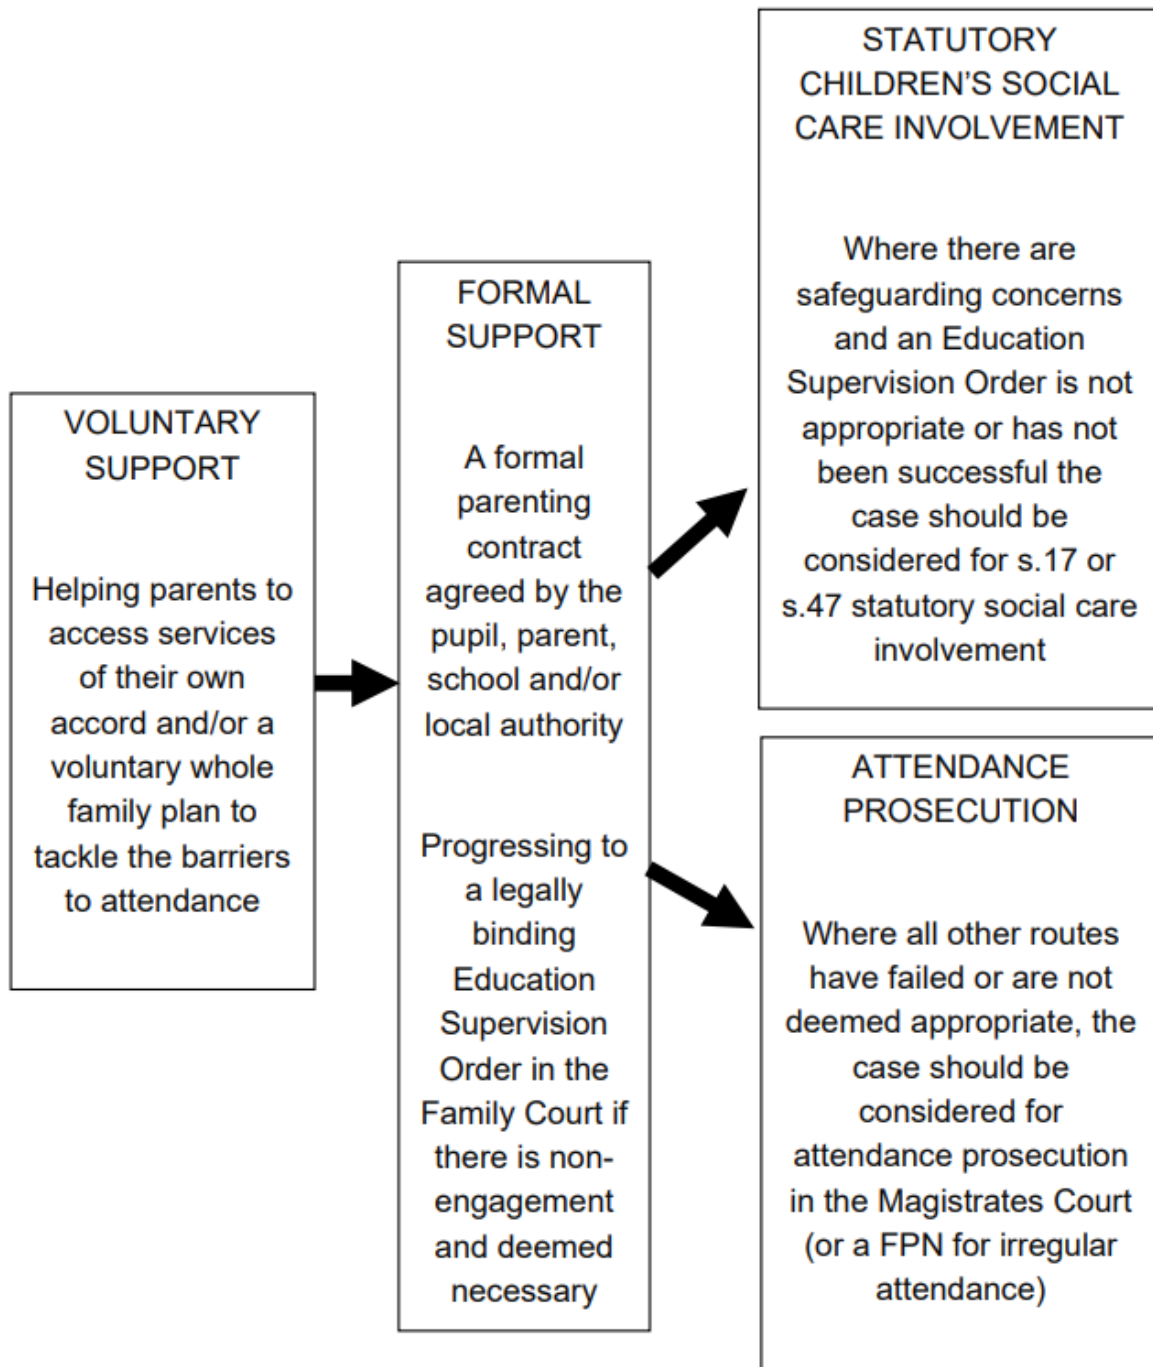 VOLUNTARY
SUPPORT
Helping parents to
access services
of their own
accord and/or a
voluntary whole
family plan to
tackle the barriers
to attendance
FORMAL
SUPPORT
A formal
parenting
contract
agreed by the
pupil, parent,
school and/or
local authority
Progressing to
a legally
binding
Education
Supervision
Order in the
Family Court if
there is non-
engagement
and deemed
necessary
STATUTORY
CHILDREN'S SOCIAL
CARE INVOLVEMENT
Where there are
safeguarding concerns
and an Education
Supervision Order is not
appropriate or has not
been successful the
case should be
considered for s.17 or
s.47 statutory social care
involvement
ATTENDANCE
PROSECUTION
Where all other routes
have failed or are not
deemed appropriate, the
case should be
considered for
attendance prosecution
in the Magistrates Court
(or a FPN for irregular
attendance)